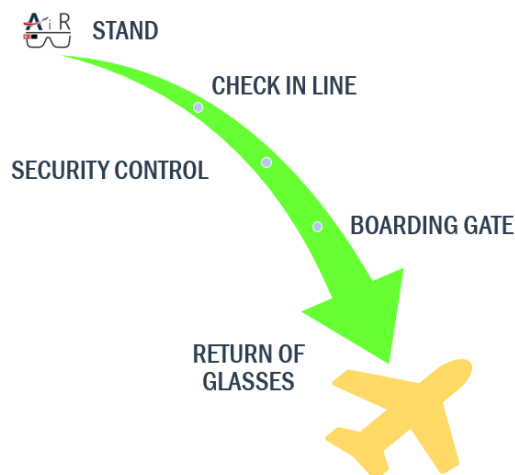 AiR
STAND
CHECK IN LINE
SECURITY CONTROL
BOARDING GATE
RETURN OF
GLASSES